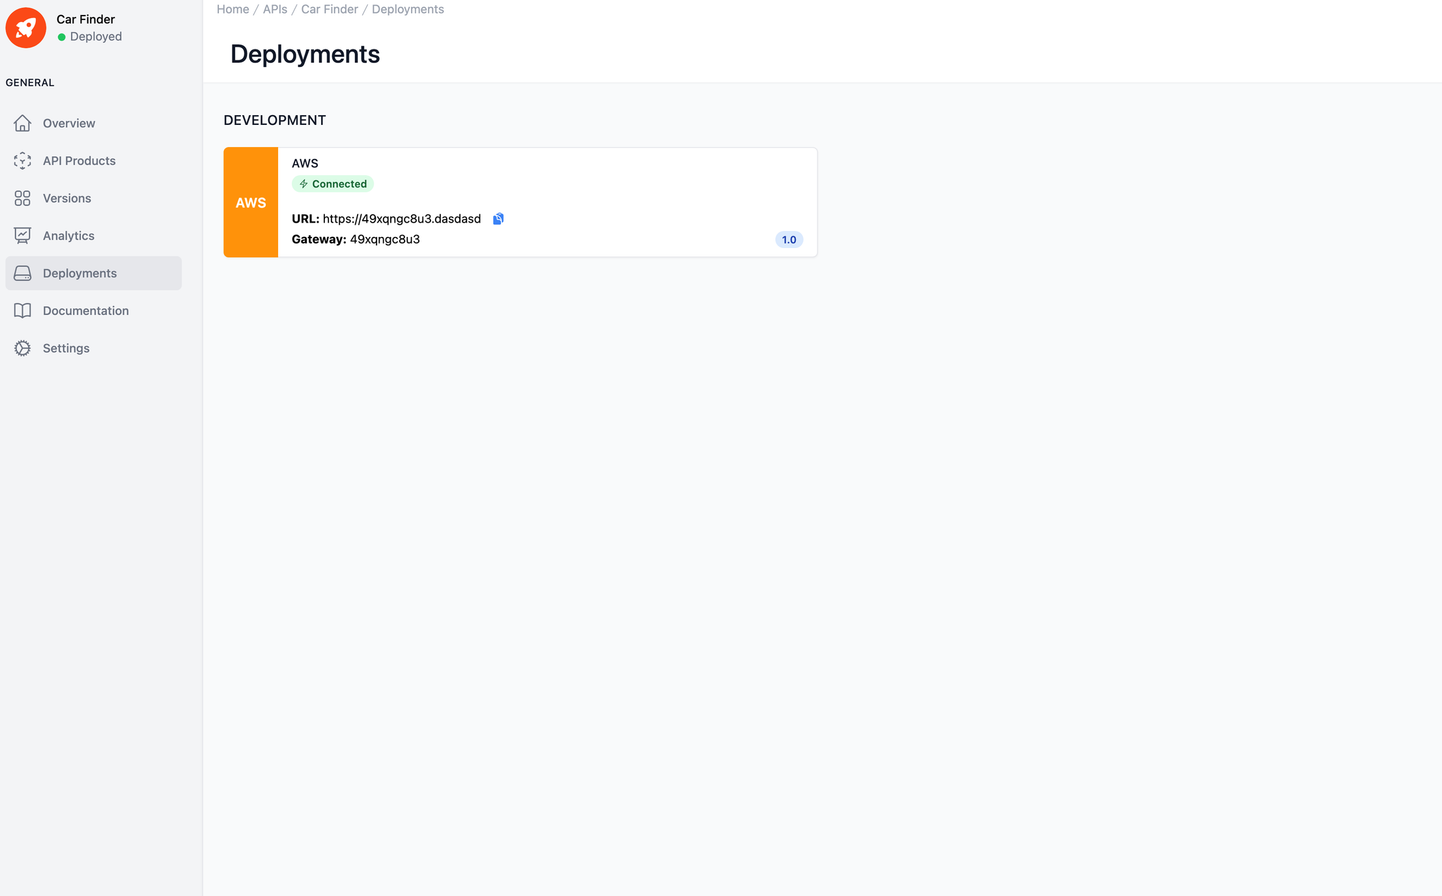 Car Finder
Deployed
GENERAL
Overview
API Products
Versions
Analytics
Deployments
Documentation
Settings
Home / APIs / Car Finder / Deployments
Deployments
DEVELOPMENT
AWS
AWS
Connected
URL: https://49xqngc8u3.dasdasd
Gateway: 49xqngc8u3
1.0